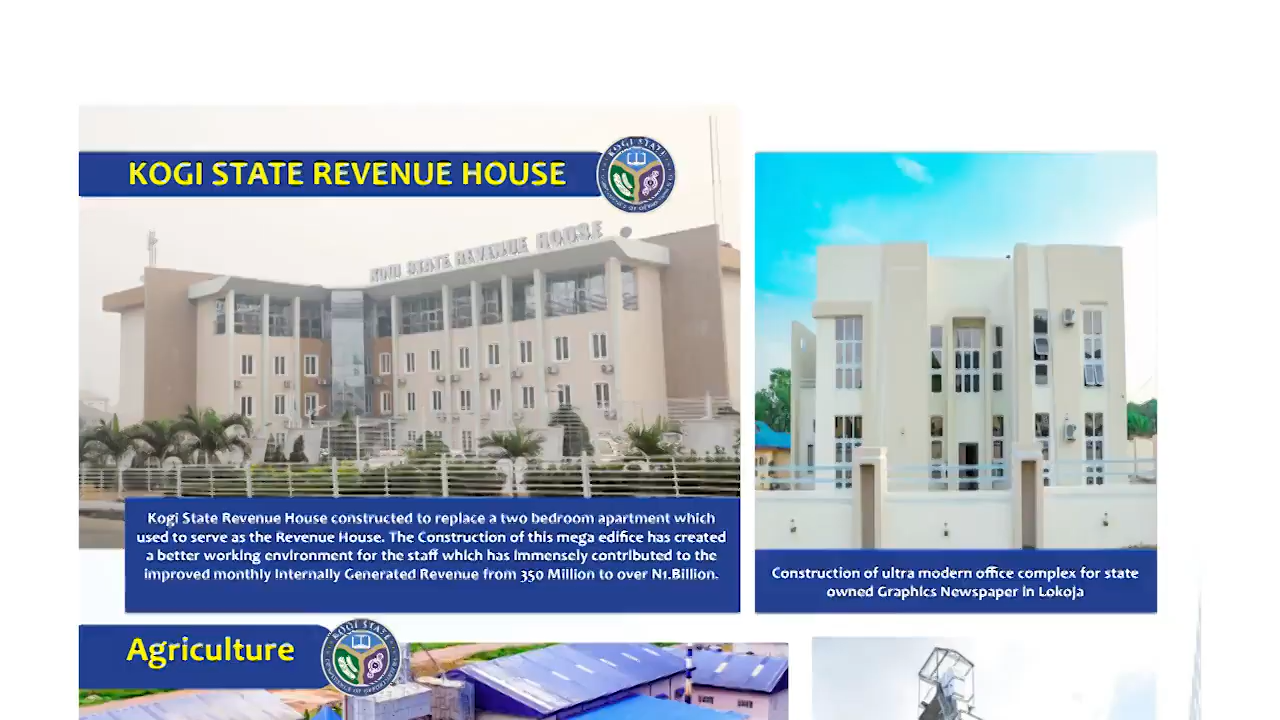 KOGI STATE REVENUE HOUSE
KOGI STATE
KOGI STATE REVENUE HOUSE
Kogi State Revenue House constructed to replace a two bedroom apartment which
used to serve as the Revenue House. The Construction of this mega edifice has created
a better working environment for the staff which has immensely contributed to the
improved monthly Internally Generated Revenue from 350 Million to over N1.Billion.
Construction of ultra modern office complex for state
owned Graphics Newspaper in Lokoja
Agriculture
KOGI STATE